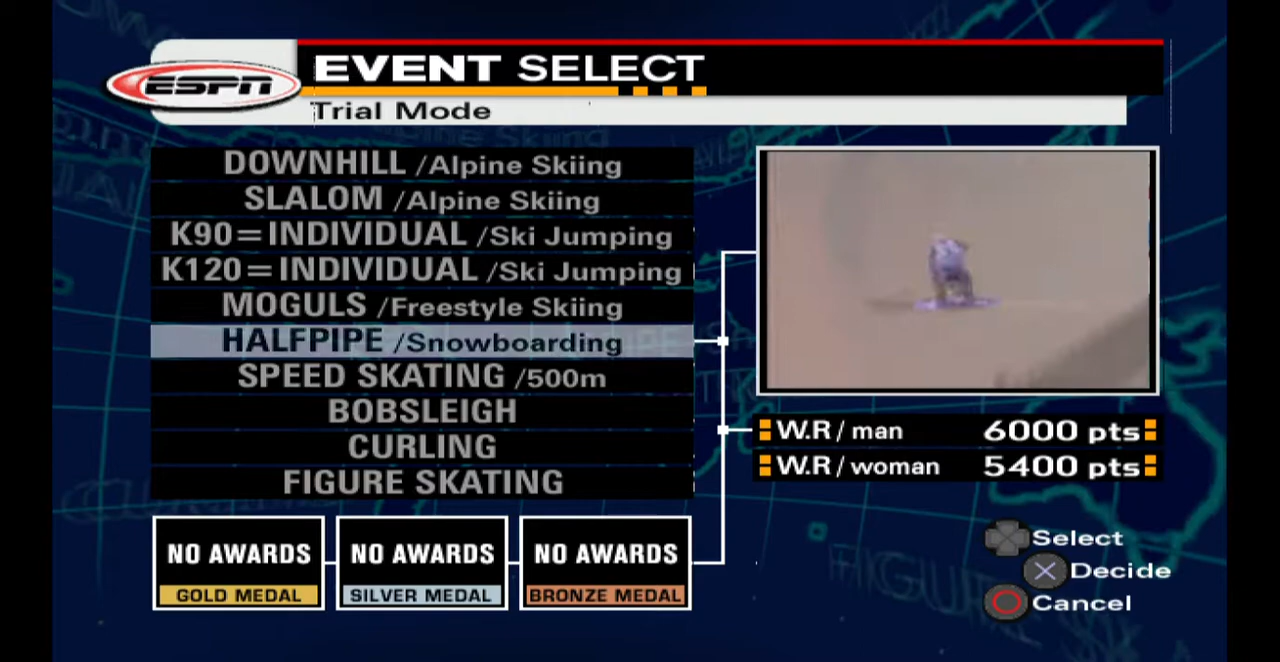 ESPN
EVENT SELECT
Trial Mode
DOWNHILL /Alpine Skiing
SLALOM /Alpine Skiing
K90=INDIVIDUAL /Ski Jumping
K120=INDIVIDUAL /Ski Jumping
MOGULS /Freestyle Skiing
HALFPIPE /Snowboarding
SPEED SKATING /500m
BOBSLEIGH
CURLING
FIGURE SKATING
W.R/man 6000 pts
W.R/woman 5400 pts
NO AWARDS NO AWARDS NO AWARDS
GOLD MEDAL SILVER MEDAL BRONZE MEDAL
Select
Decide
Cancel